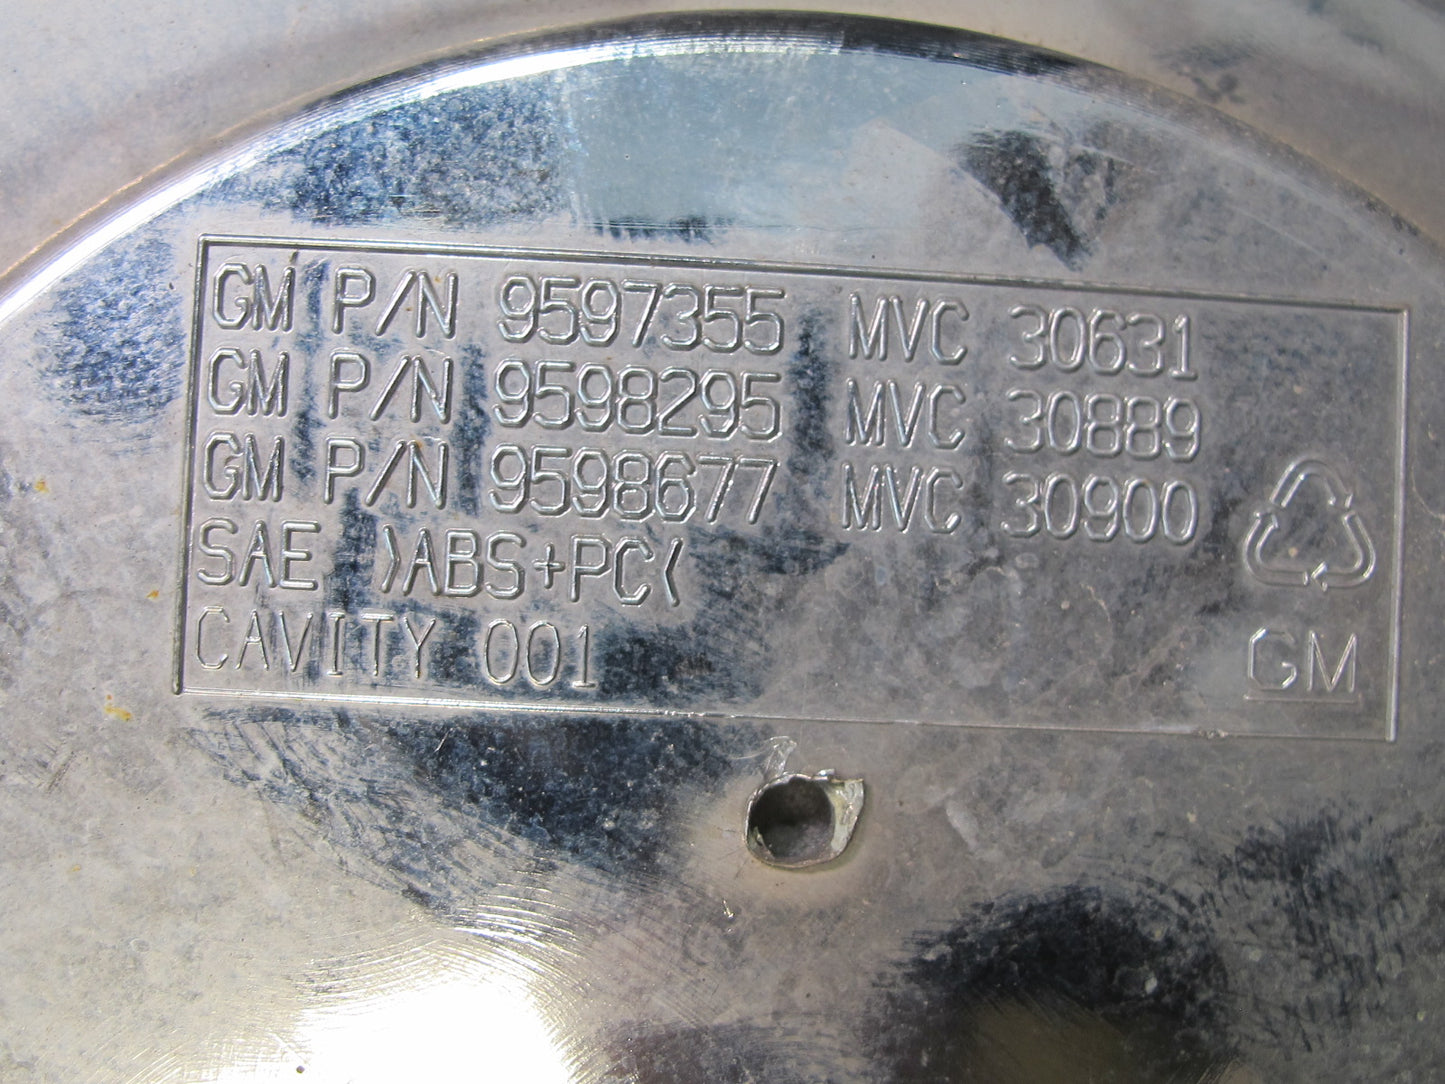 GM P/N 9597355 MVC 30631
GM P/N 9598295 MVC 30889
GM P/N 9598677 MVC 30900
SAE >ABS+PC<
CAVITY 001
GM